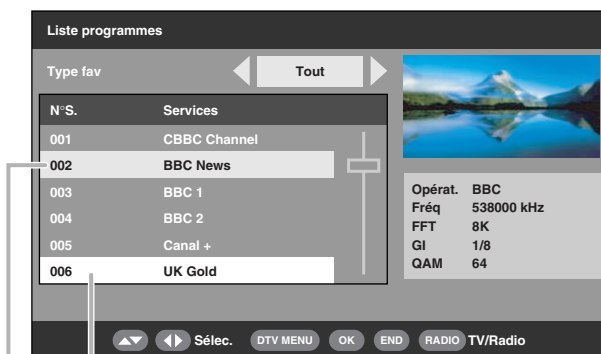 Liste programmes
Type fav Tout
N°S. Services
001 CBBC Channel
002 BBC News
003 BBC 1
004 BBC 2
005 Canal +
006 UK Gold
Opérat. BBC
Fréq 538000 kHz
FFT 8K
GI 1/8
QAM 64
Sélec. DTV MENU OK END RADIO TV/Radio